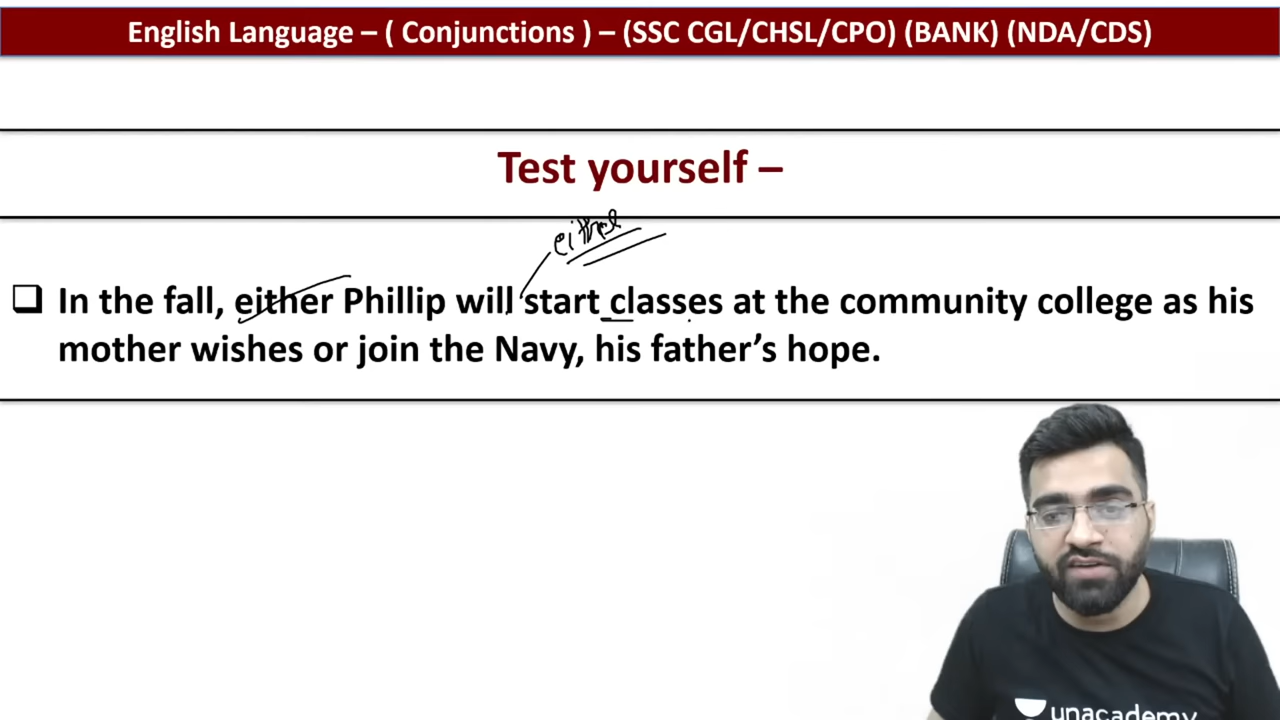 English Language – ( Conjunctions ) – (SSC CGL/CHSL/CPO) (BANK) (NDA/CDS)
Test yourself –
either
In the fall, either Phillip will start classes at the community college as his
mother wishes or join the Navy, his father's hope.
unacademy